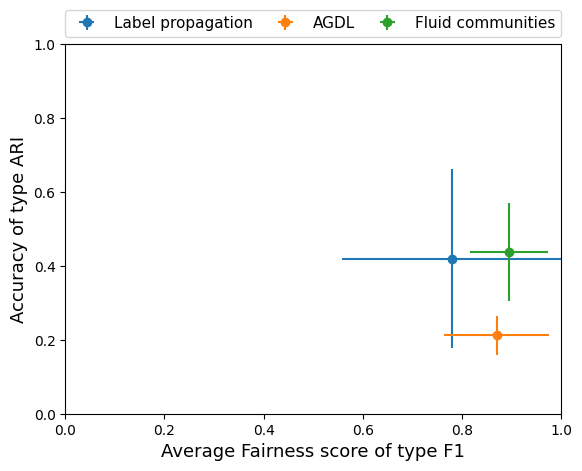 Label propagation AGDL Fluid communities
1.0
0.8
0.6
0.4
0.2
0.0
Accuracy of type ARI
0.0 0.2 0.4 0.6 0.8 1.0
Average Fairness score of type F1